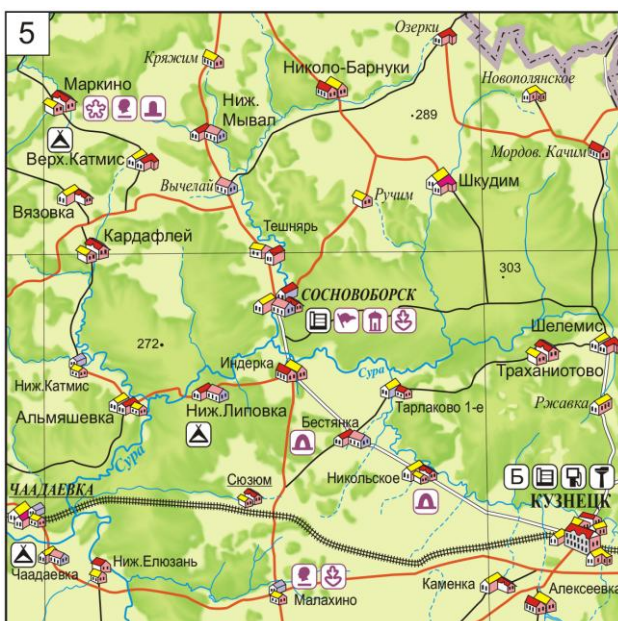 5
Озерки
Кряжим
Николо-Барнуки
Новополянское
Маркино
Ниж.
Мывал
289
Верх.Катмис
Мордов. Качим
Вычелай
Шкудим
Вязовка
Ручим
Кардафлей
Тешнярь
303
СОСНОВОБОРСК
Шелемис
272
Индерка
Сура
Траханиотово
Ниж.Катмис
Альмяшевка
Ниж.Липовка
Тарлаково 1-е
Ржавка
Бестянка
Сура
Никольское
Сюзюм
Б
ЧААДАЕВКА
КУЗНЕЦК
Чаадаевка
Ниж.Елюзань
Каменка
Алексеевка
Малахино